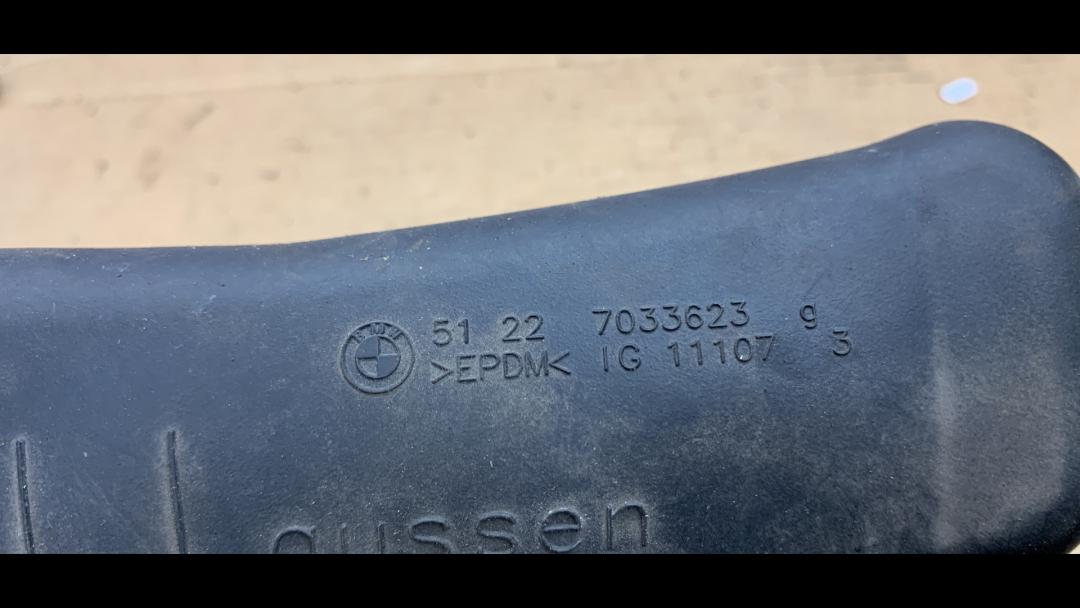 BMW
51 22 7033623 9
>EPDM< IG 11107 3
aussen